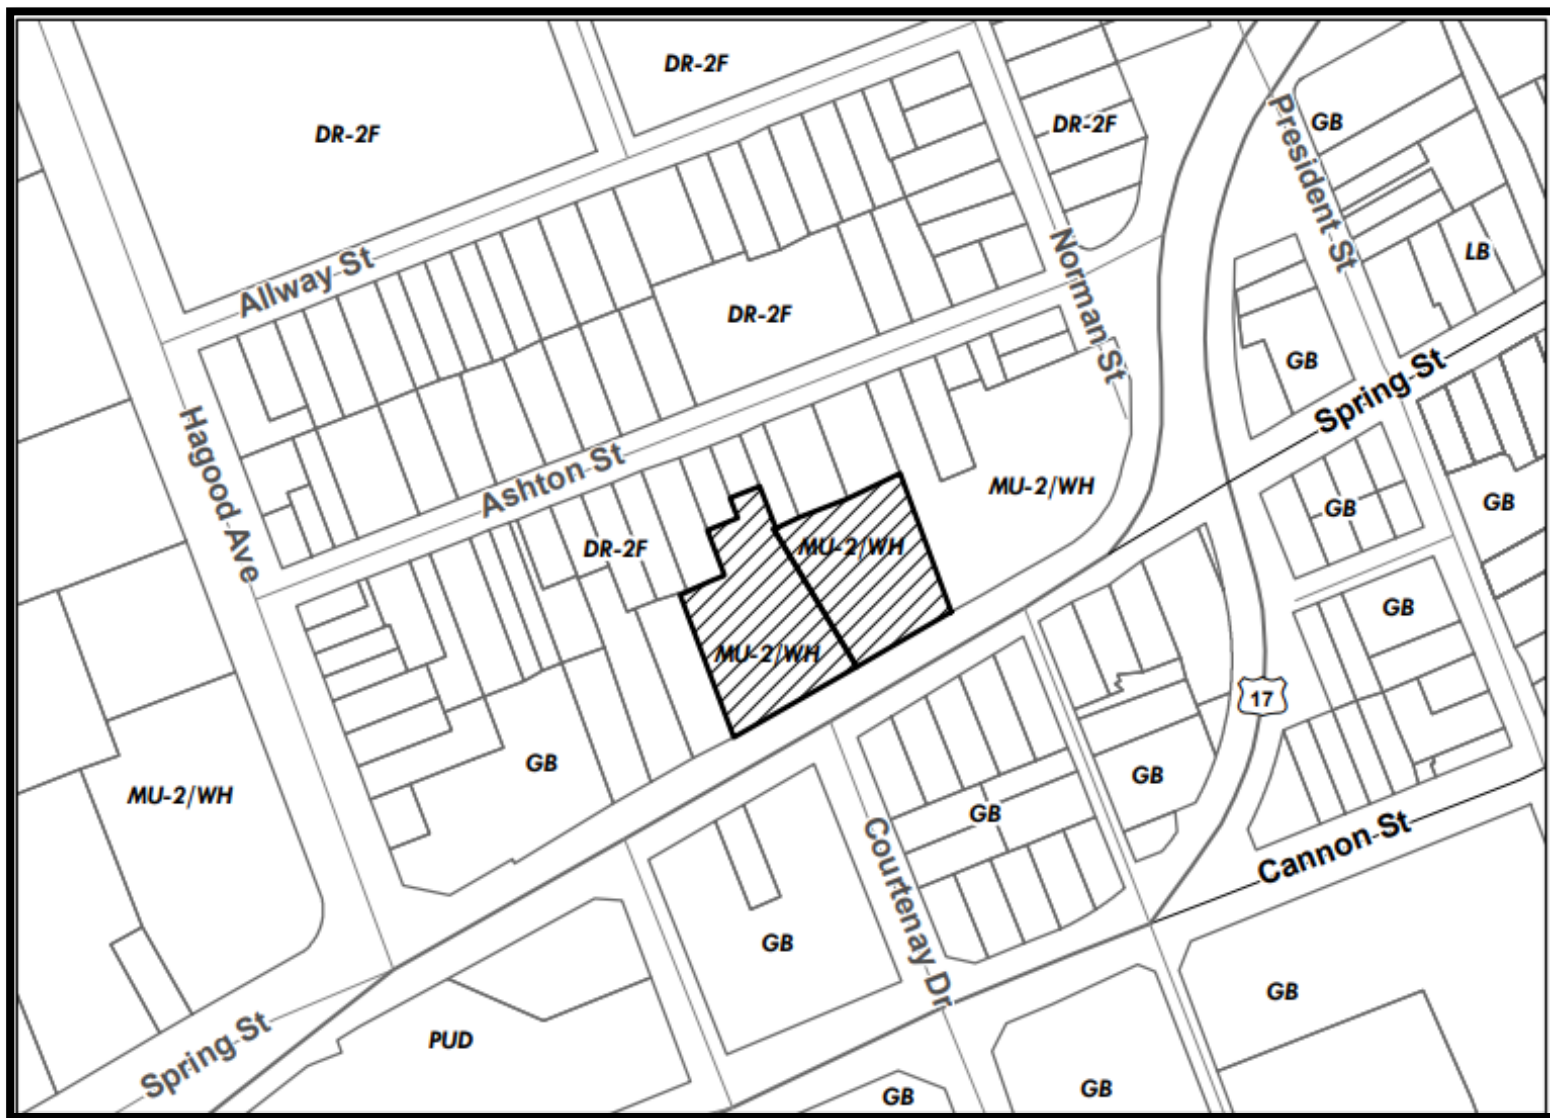 DR-2F
DR-2F
DR-2F
GB
President St
Allway St
Norman St
LB
DR-2F
GB
Spring St
Hagood Ave
Ashton St
MU-2/WH
GB
GB
DR-2F
MU-2/WH
GB
MU-2/WH
17
GB
GB
MU-2/WH
GB
Courtenay Dr
Cannon St
GB
GB
Spring St
PUD
GB
GB